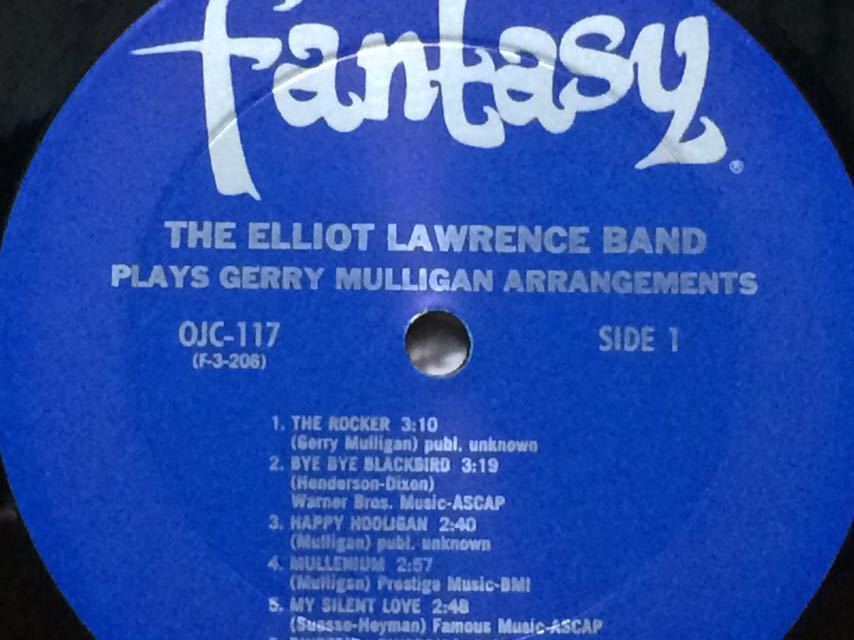 fantasy®
THE ELLIOT LAWRENCE BAND
PLAYS GERRY MULLIGAN ARRANGEMENTS
OJC-117
(F-3-206)
SIDE 1
1. THE ROCKER 3:10
(Gerry Mulligan) publ. unknown
2. BYE BYE BLACKBIRD 3:19
(Henderson-Dixon)
Warner Bros. Music-ASCAP
3. HAPPY HOOLIGAN 2:40
(Mulligan) publ. unknown
4. MULLENIUM 2:57
(Mulligan) Prestige Music-BMI
5. MY SILENT LOVE 2:48
(Suesse-Heyman) Famous Music-ASCAP